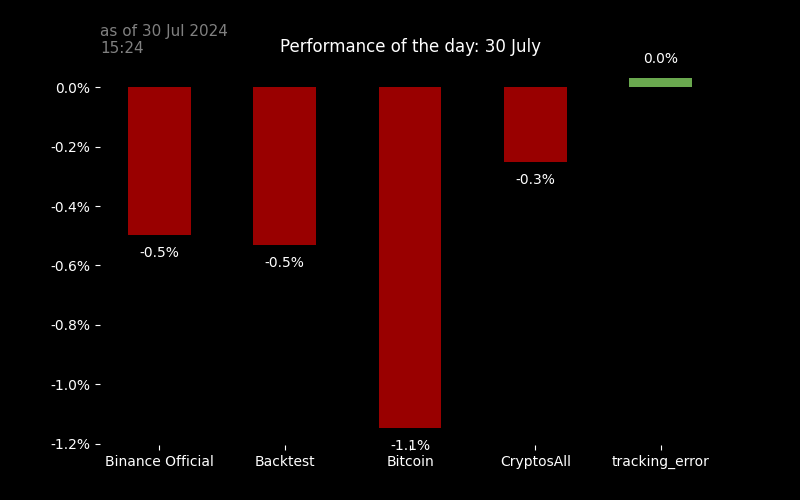 as of 30 Jul 2024
15:24
Performance of the day: 30 July
0.0%
0.0%
-0.2%
-0.3%
-0.4%
-0.5%
-0.5%
-0.6%
-0.8%
-1.0%
-1.2%
-1.1%
Binance Official
Backtest
Bitcoin
CryptosAll
tracking_error